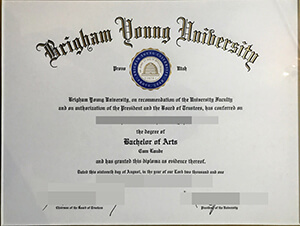 Brigham Young University
Provo Utah
Brigham Young University, on recommendation of the University Faculty
and on authorization of the President and the Board of Trustees, has conferred on
the degree of
Bachelor of Arts
Cum Laude
and has granted this diploma as evidence thereof.
Dated this sixteenth day of August, in the year of our Lord two thousand and one
Chairman of the Board of Trustees President of the University